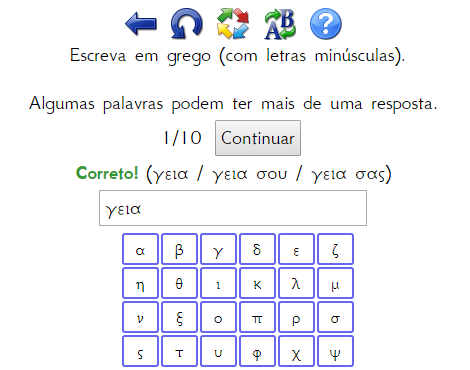 A B
Escreva em grego (com letras minúsculas).
Algumas palavras podem ter mais de uma resposta.
1/10 Continuar
Correto! (γεια / γεια σου / γεια σας)
γεια
α β γ δ ε ζ
η θ ι κ λ μ
ν ξ ο π ρ σ
ς τ υ φ χ ψ